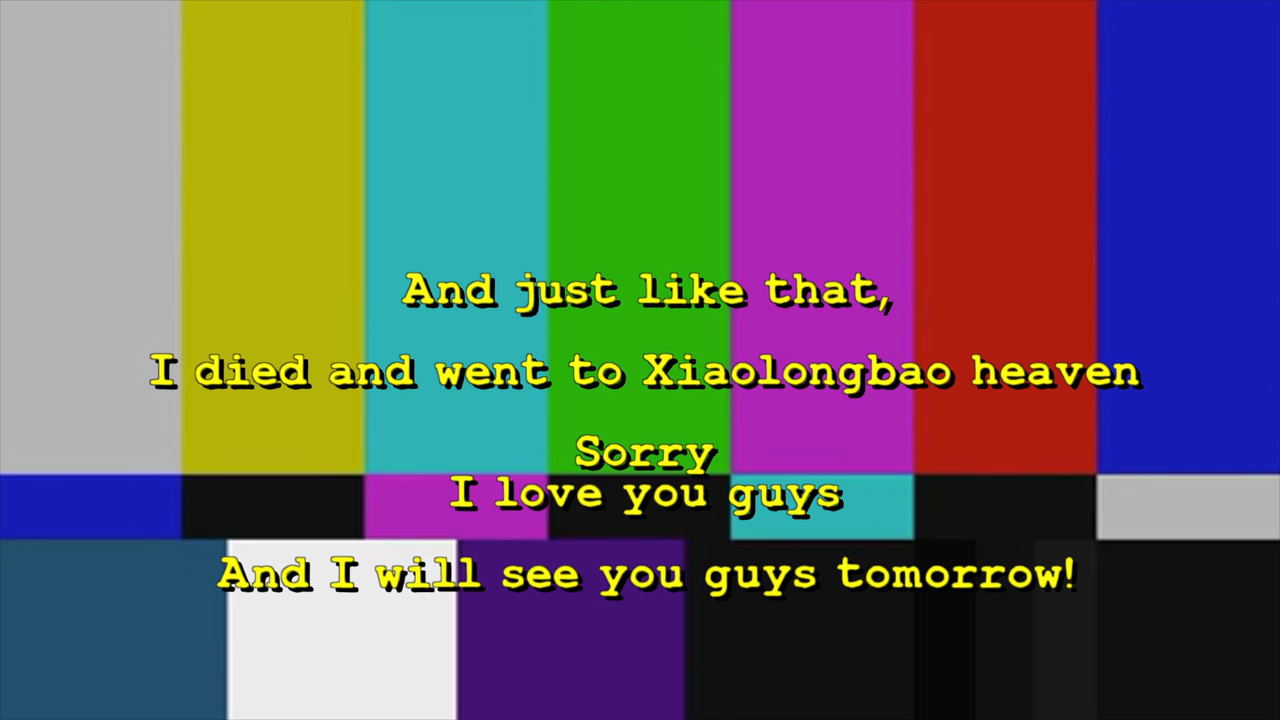 And just like that,
I died and went to Xiaolongbao heaven
Sorry
I love you guys
And I will see you guys tomorrow!